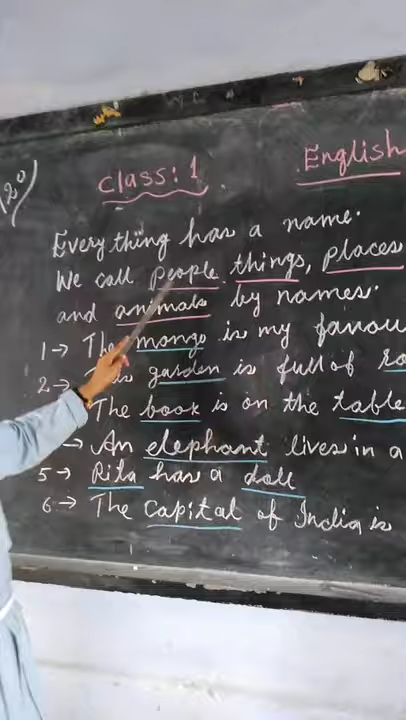 Class: 1
English
Everything has a name.
We call people things, places
and animals by names.
1→ The mango is my favou
2→ This garden is full of ro
The book is on the table
→ An elephant lives in a
5→ Rita has a doll
6→ The capital of India is